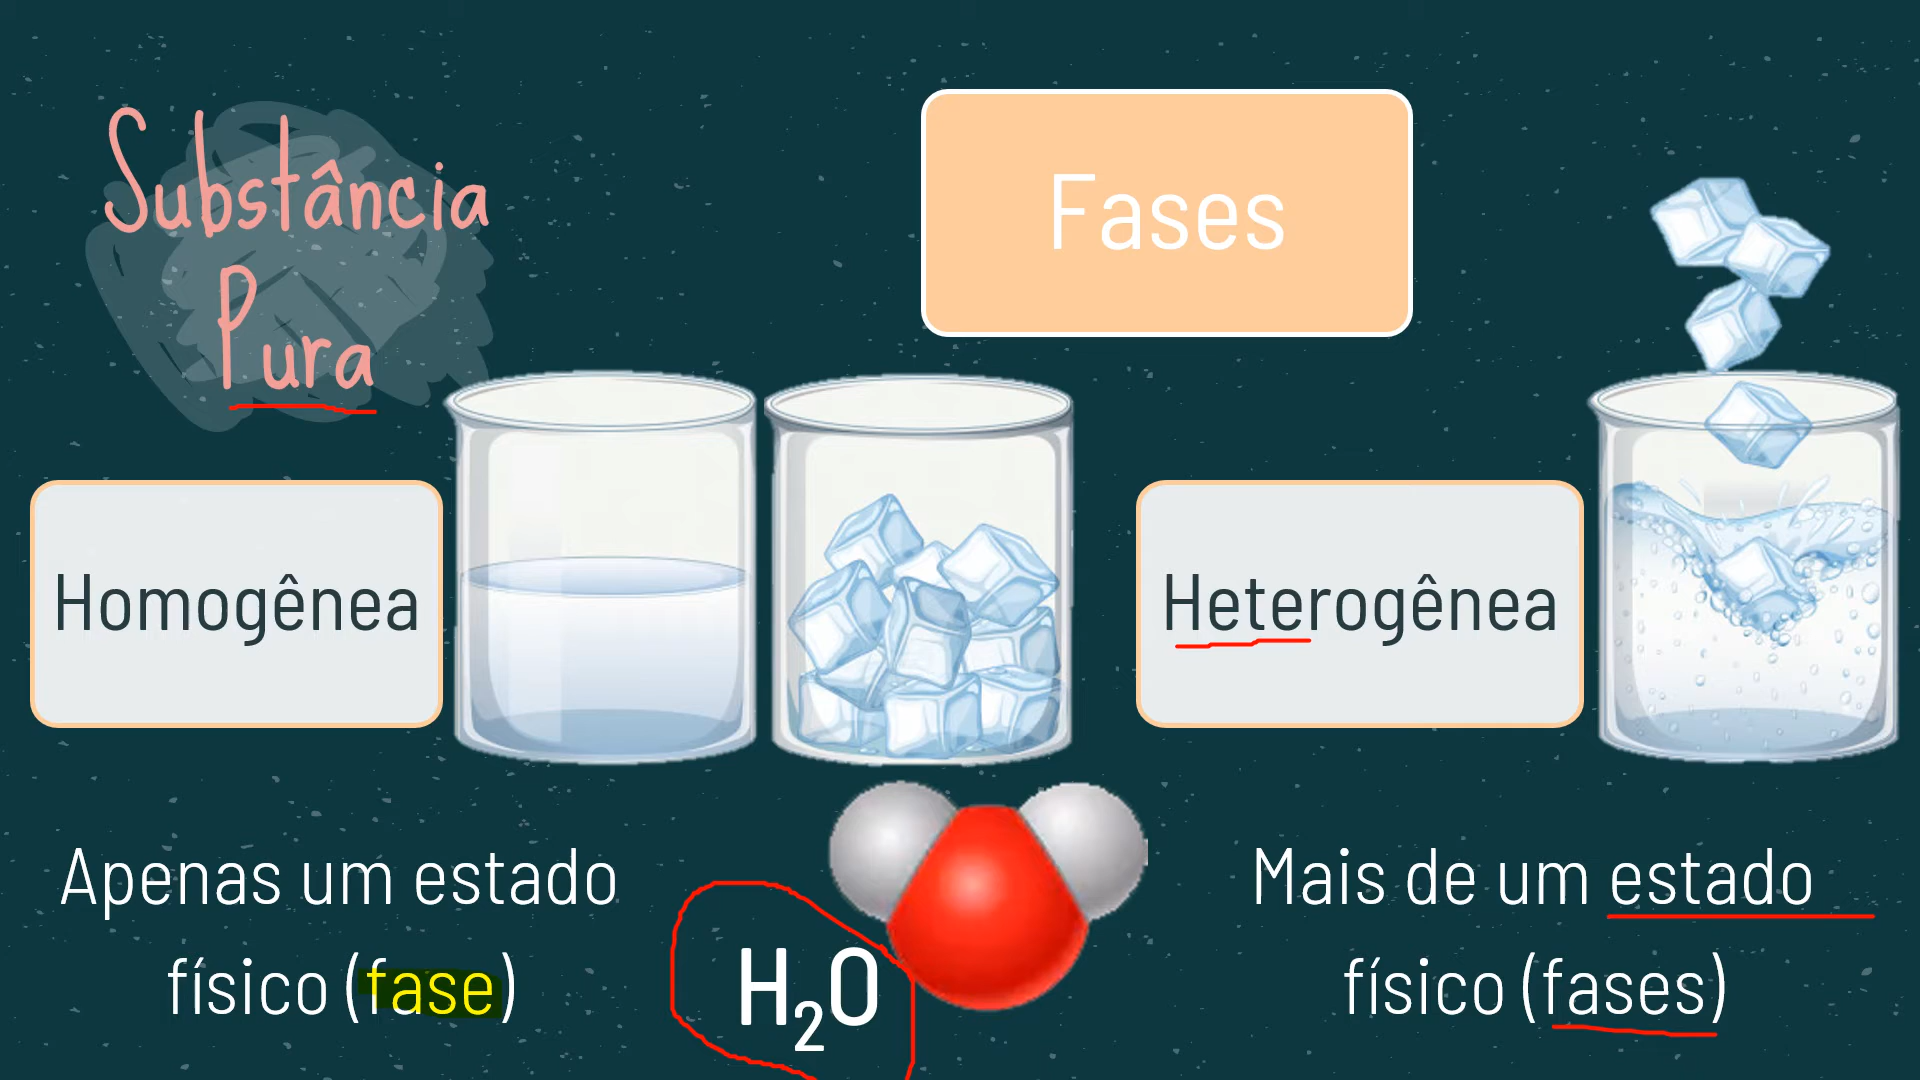 Substância
Pura
Fases
Homogênea
Heterogênea
Apenas um estado
físico (fase)
H₂O
Mais de um estado
físico (fases)